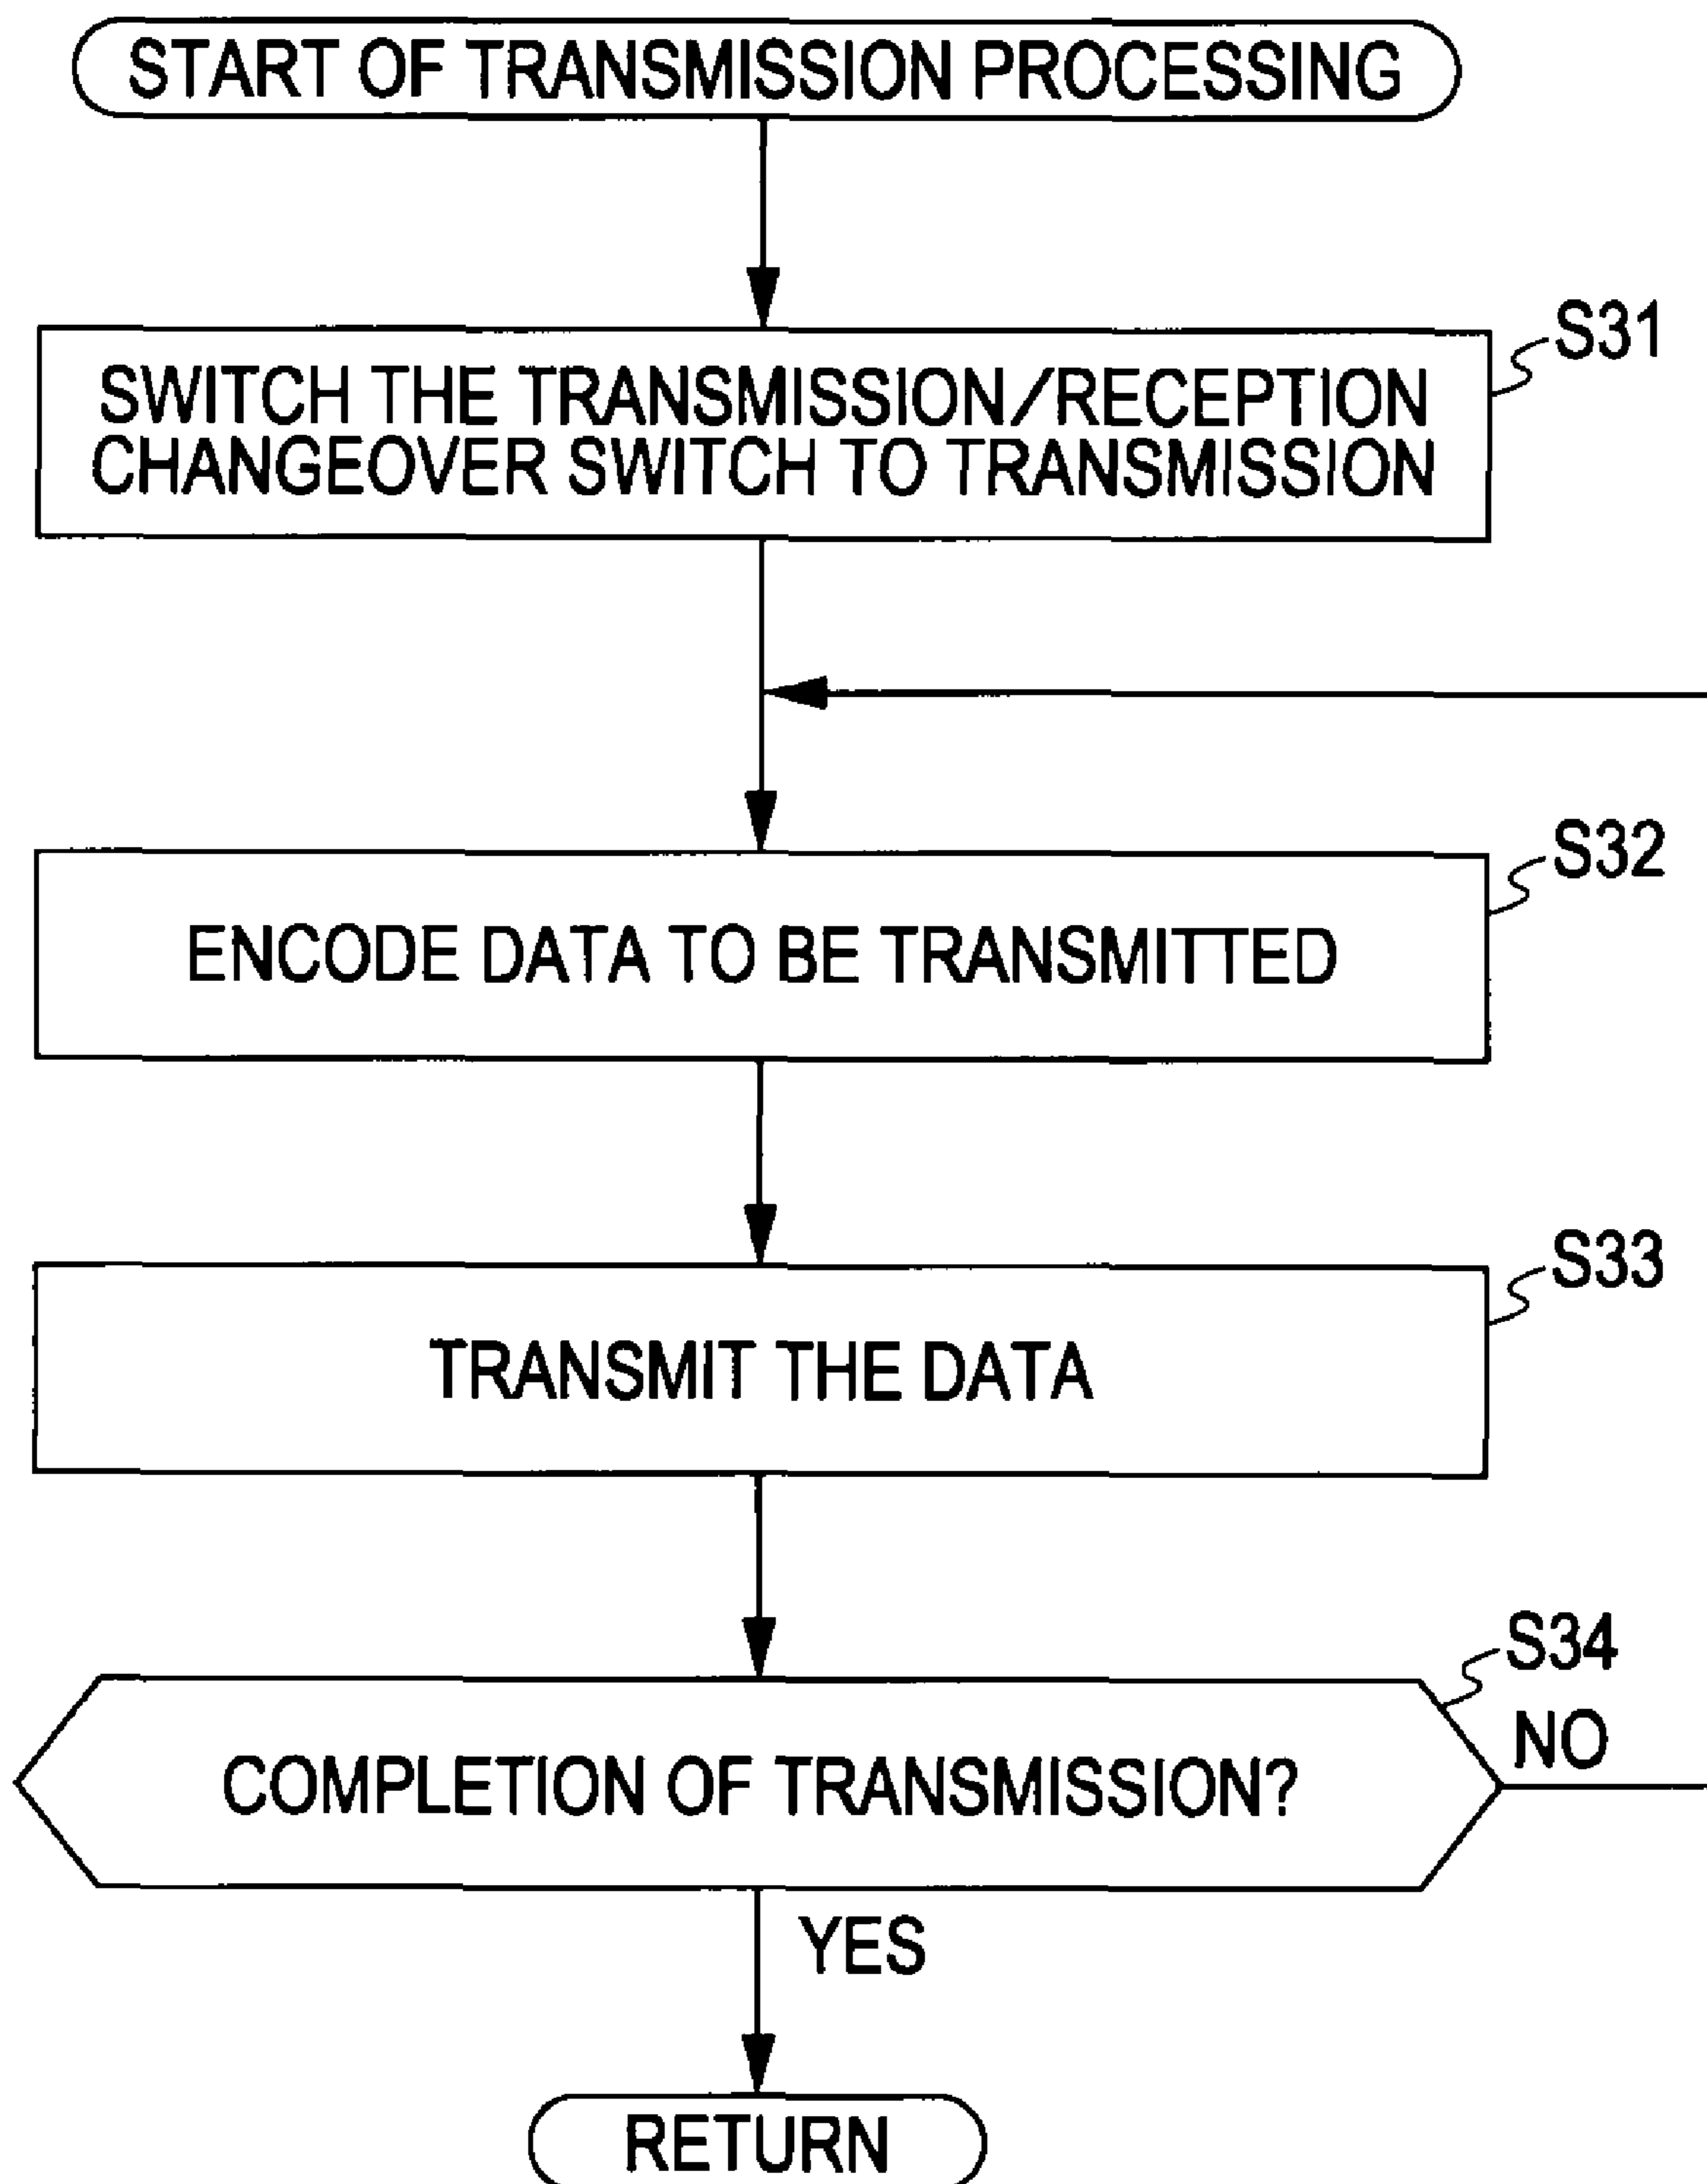 START OF TRANSMISSION PROCESSING
S31
SWITCH THE TRANSMISSION/RECEPTION
CHANGEOVER SWITCH TO TRANSMISSION
S32
ENCODE DATA TO BE TRANSMITTED
S33
TRANSMIT THE DATA
S34
NO
COMPLETION OF TRANSMISSION?
YES
RETURN